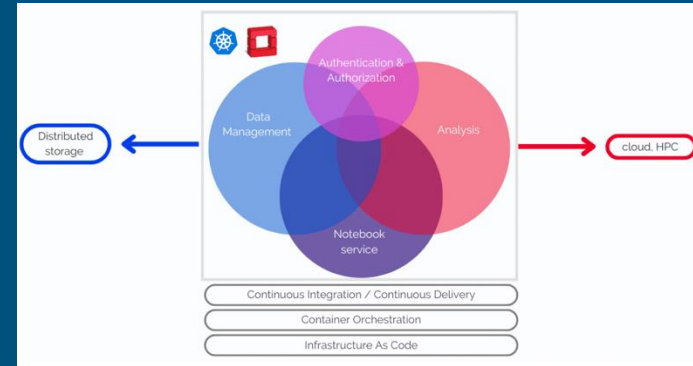 Authentication &
Authorization
Data
Management
Analysis
Distributed
storage
cloud, HPC
Notebook
service
Continuous Integration / Continuous Delivery
Container Orchestration
Infrastructure As Code